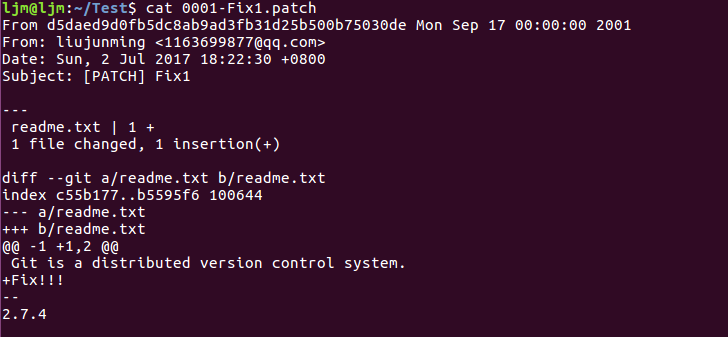 ljm@ljm:~/Test$ cat 0001-Fix1.patch
From d5daed9d0fb5dc8ab9ad3fb31d25b500b75030de Mon Sep 17 00:00:00 2001
From: liujunming <1163699877@qq.com>
Date: Sun, 2 Jul 2017 18:22:30 +0800
Subject: [PATCH] Fix1

---
 readme.txt | 1 +
 1 file changed, 1 insertion(+)

diff --git a/readme.txt b/readme.txt
index c55b177..b5595f6 100644
--- a/readme.txt
+++ b/readme.txt
@@ -1 +1,2 @@
 Git is a distributed version control system.
+Fix!!!
--
2.7.4